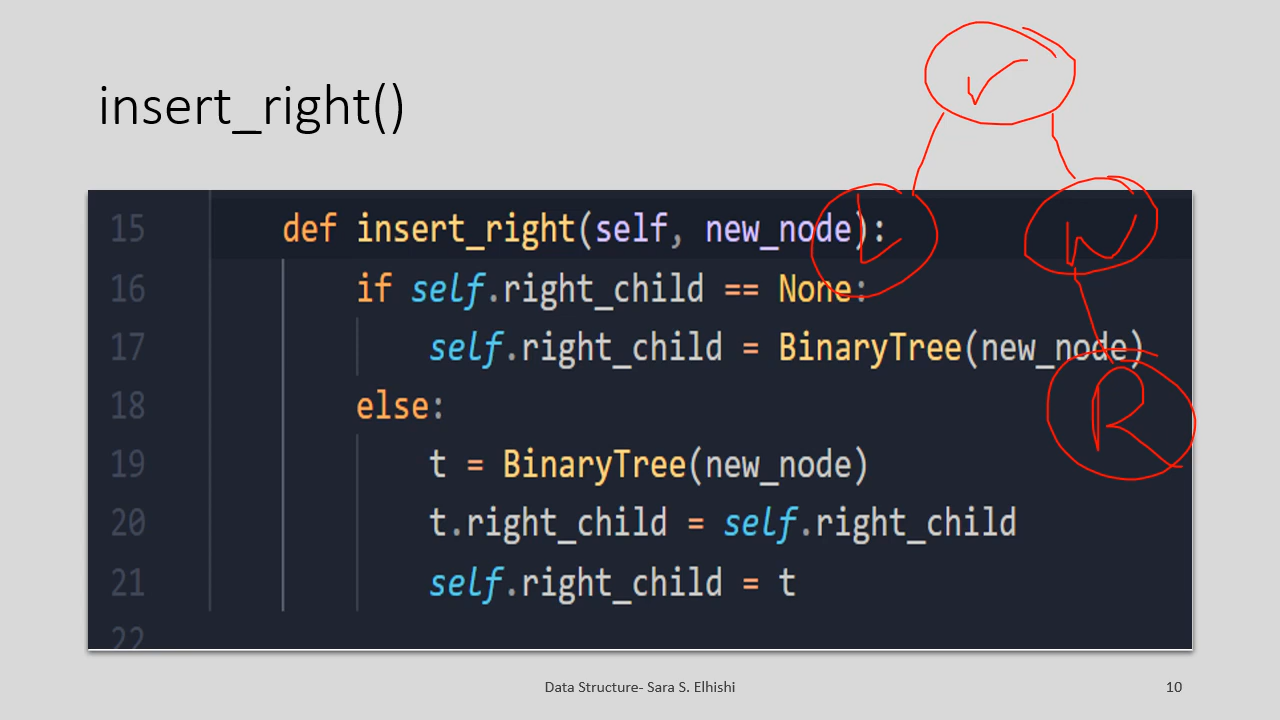 insert_right()
15 def insert_right(self, new_node):
16 if self.right_child == None:
17 self.right_child = BinaryTree(new_node)
18 else:
19 t = BinaryTree(new_node)
20 t.right_child = self.right_child
21 self.right_child = t
22
L
N
R
Data Structure- Sara S. Elhishi
10